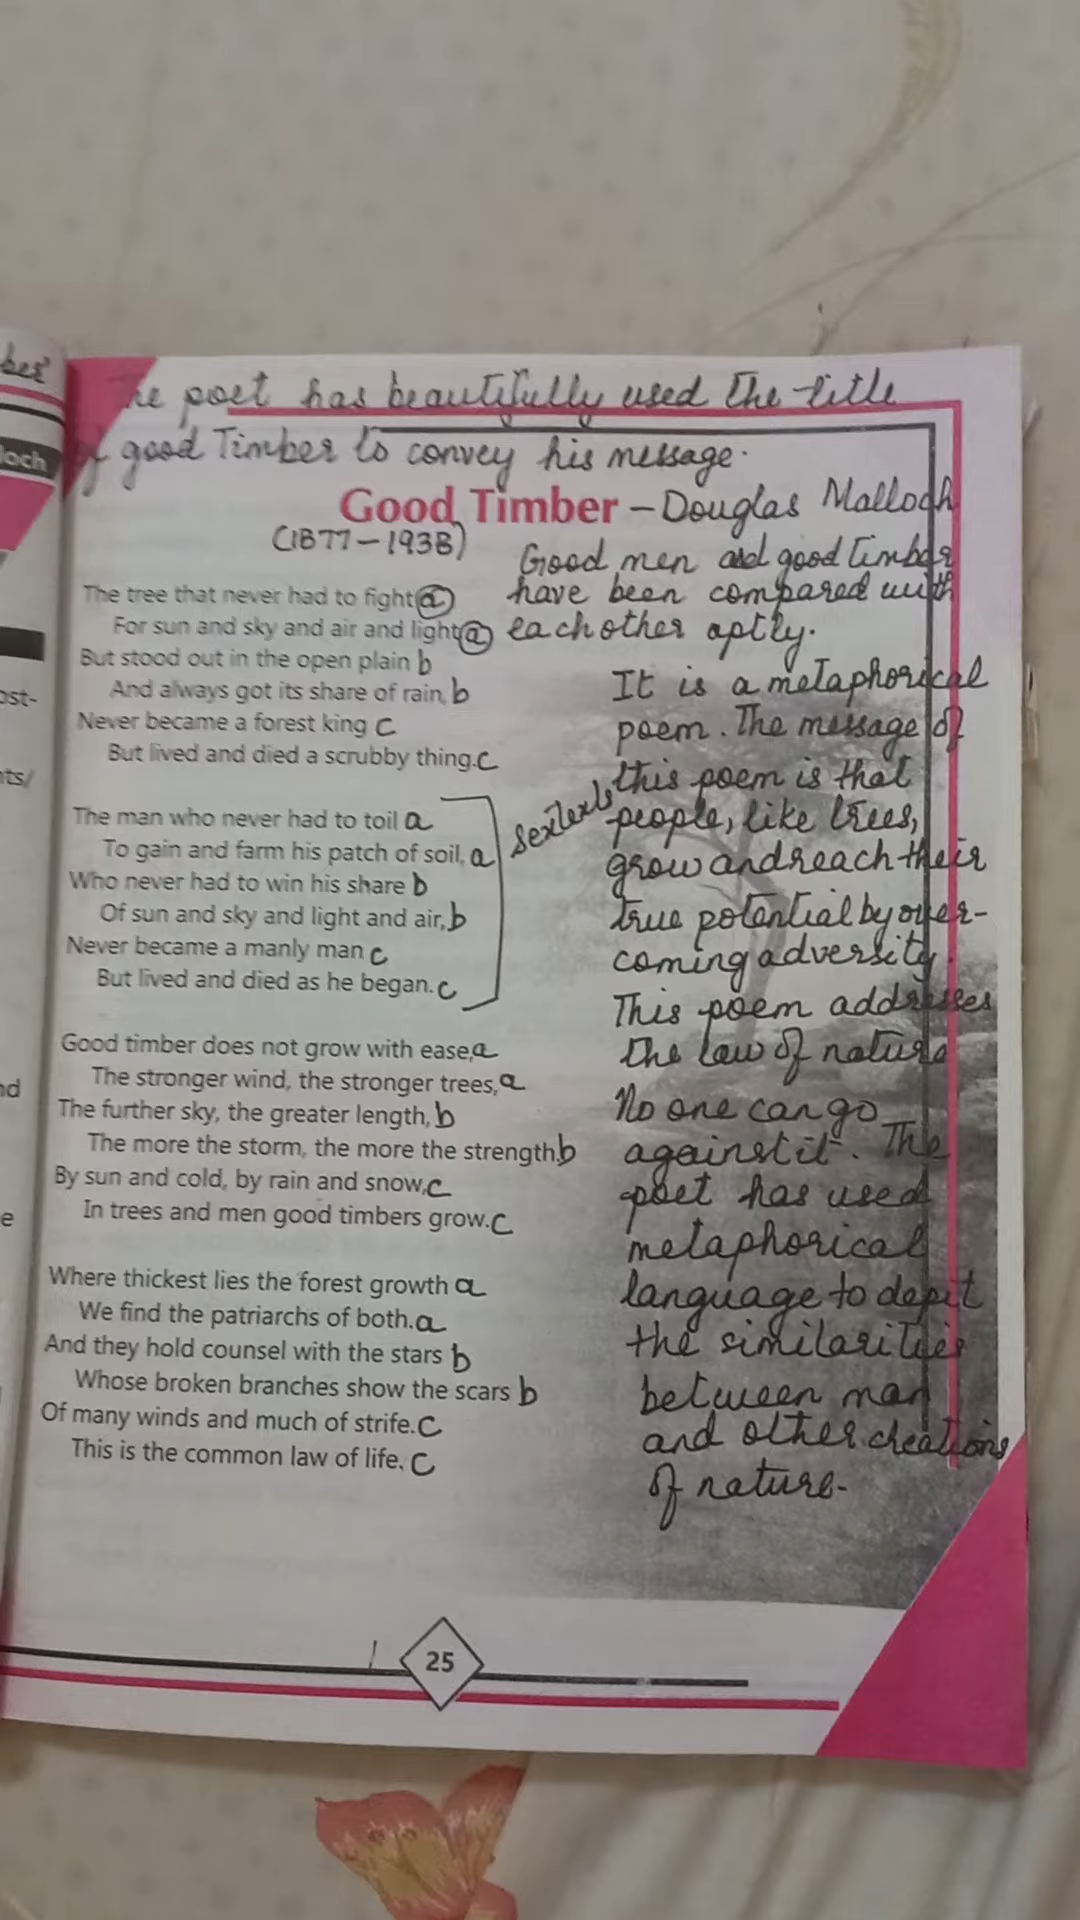 ber'
The poet has beautifully used the title
loch
of good Timber to convey his message.
Good Timber - Douglas Malloch
(1877-1938)
Good men and good Timber
have been compared with
each other aptly.
The tree that never had to fight a
For sun and sky and air and light a
But stood out in the open plain b
And always got its share of rain, b
Never became a forest king c
But lived and died a scrubby thing. c
The man who never had to toil a
To gain and farm his patch of soil, a
Who never had to win his share b
Of sun and sky and light and air, b
Never became a manly man c
But lived and died as he began. c
Good timber does not grow with ease, a
The stronger wind, the stronger trees, a
The further sky, the greater length, b
The more the storm, the more the strength. b
By sun and cold, by rain and snow, c
In trees and men good timbers grow. c
Where thickest lies the forest growth a
We find the patriarchs of both. a
And they hold counsel with the stars b
Whose broken branches show the scars b
Of many winds and much of strife. c
This is the common law of life. c
It is a metaphorical
poem. The message of
this poem is that
people, like trees,
grow and reach their
true potential by over-
coming adversity.
This poem addresses
the law of nature
No one can go
against it. The
poet has used
metaphorical
language to depit
the similarities
between man
and other creations
of nature-
ost-
ts/
nd
e
25